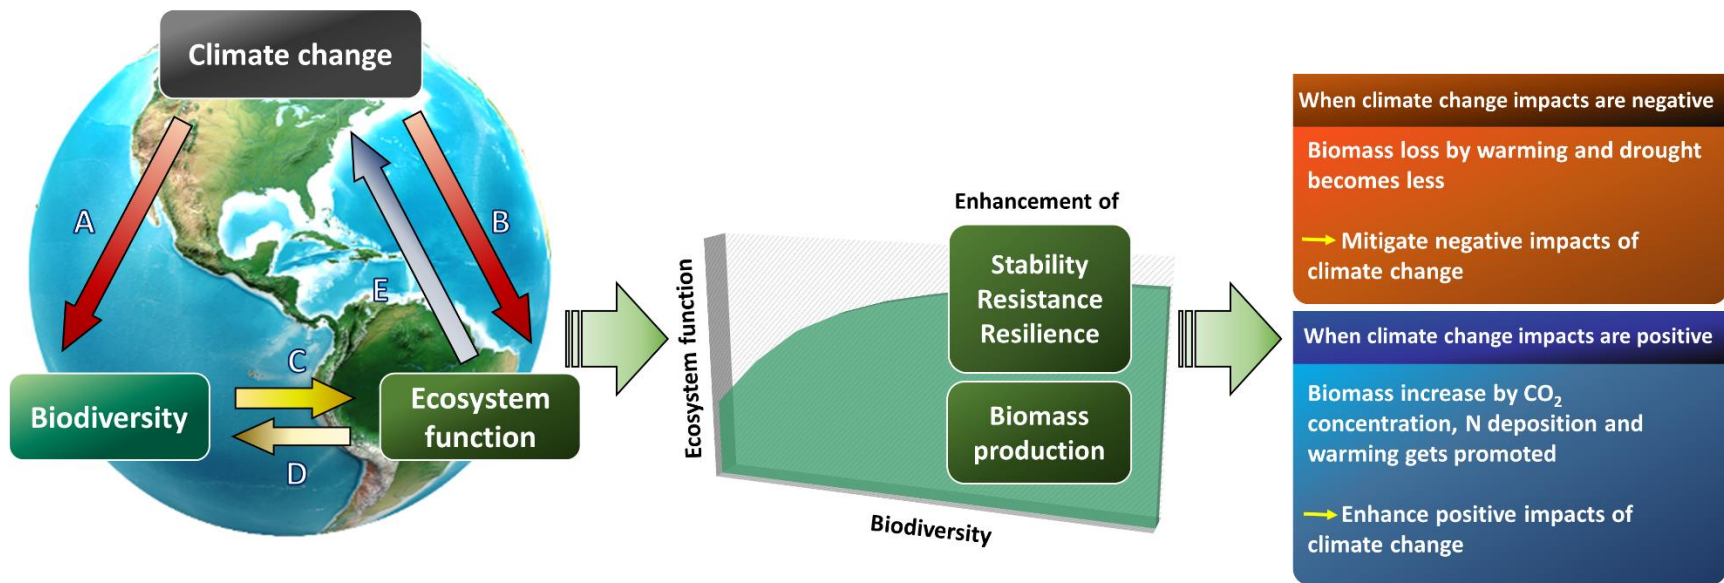 Climate change
A
B
E
C
D
Biodiversity
Ecosystem
function
Ecosystem function
Biodiversity
Enhancement of
Stability
Resistance
Resilience
Biomass
production
When climate change impacts are negative
Biomass loss by warming and drought
becomes less
→ Mitigate negative impacts of
climate change
When climate change impacts are positive
Biomass increase by CO₂
concentration, N deposition and
warming gets promoted
→ Enhance positive impacts of
climate change